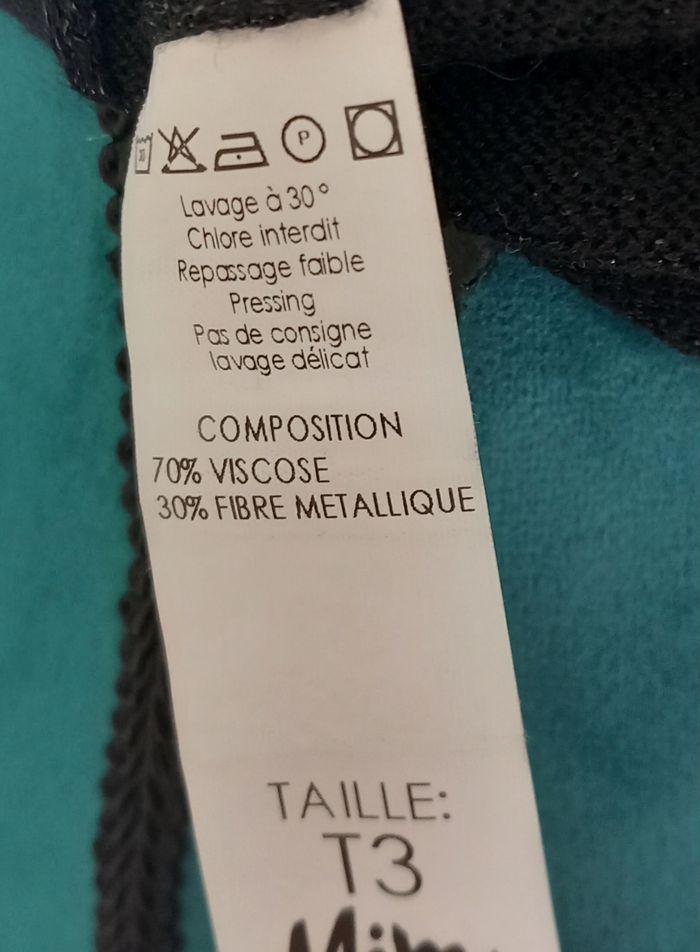 P
Lavage à 30°
Chlore interdit
Repassage faible
Pressing
Pas de consigne
lavage délicat
COMPOSITION
70% VISCOSE
30% FIBRE METALLIQUE
TAILLE:
T3